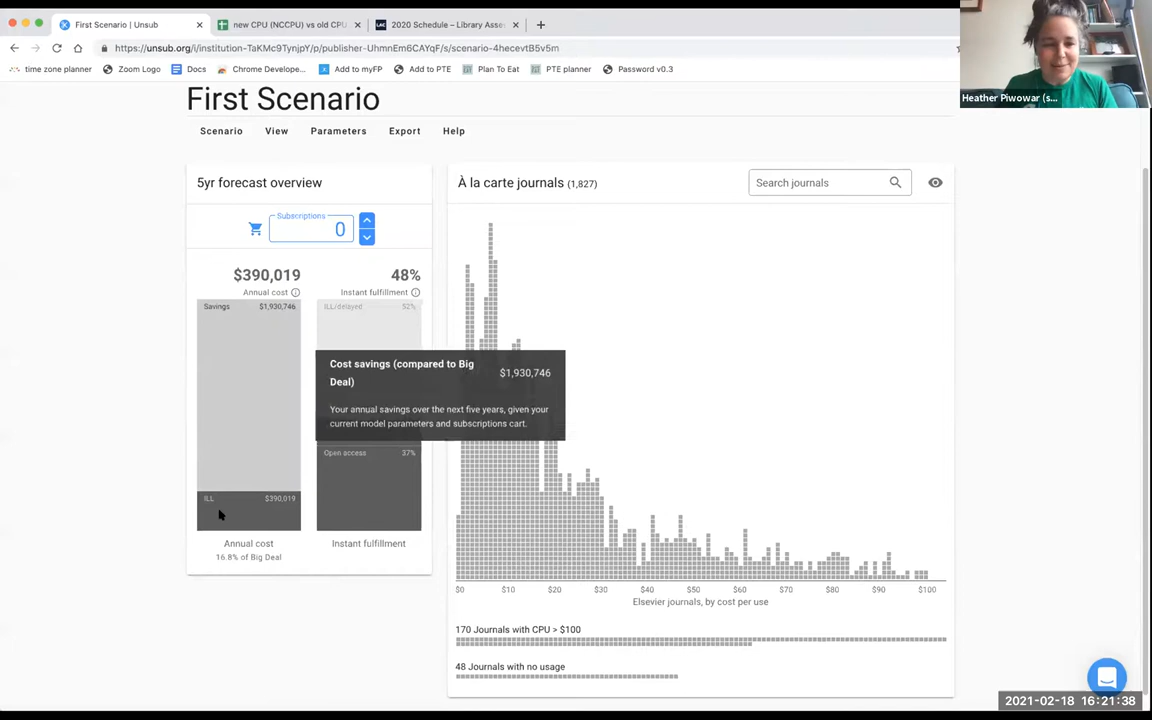 First Scenario | Unsub
new CPU (NCCPU) vs old CPU
2020 Schedule – Library Asse
https://unsub.org/i/institution-TaKMc9TynjpY/p/publisher-UhmnEm6CAYqF/s/scenario-4hecevtB5v5m
time zone planner
Zoom Logo
Docs
Chrome Develope...
Add to myFP
Add to PTE
Plan To Eat
PTE planner
Password v0.3
Heather Piwowar (s...
First Scenario
Scenario
View
Parameters
Export
Help
5yr forecast overview
Subscriptions
0
$390,019
Annual cost
48%
Instant fulfillment
Savings $1,930,746
ILL/delayed 52%
Cost savings (compared to Big
Deal)
$1,930,746
Your annual savings over the next five years, given your
current model parameters and subscriptions cart.
Open access 37%
ILL $390,019
Annual cost
16.8% of Big Deal
Instant fulfillment
À la carte journals (1,827)
Search journals
$0 $10 $20 $30 $40 $50 $60 $70 $80 $90 $100
Elsevier journals, by cost per use
170 Journals with CPU > $100
48 Journals with no usage
2021-02-18 16:21:38